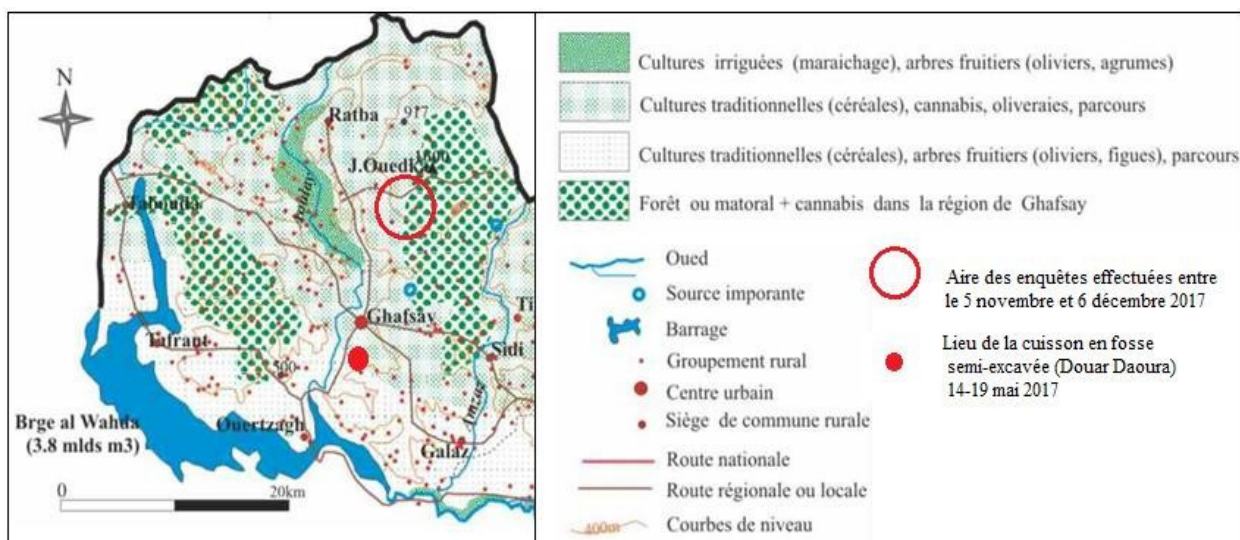 N
Ratba
917
J.Ouedka
1600
Tabouda
Aoulay
Ghafsay
Tafrant
500
Sidi
Brge al Wahda
(3.8 mlds m3)
Ouertzagh
Amzaz
Galaz
0
20km
Cultures irriguées (maraichage), arbres fruitiers (oliviers, agrumes)
Cultures traditionnelles (céréales), cannabis, oliveraies, parcours
Cultures traditionnelles (céréales), arbres fruitiers (oliviers, figues), parcours
Forêt ou matoral + cannabis dans la région de Ghafsay
Oued
Source imporante
Barrage
Groupement rural
Centre urbain
Siège de commune rurale
Route nationale
Route régionale ou locale
400m
Courbes de niveau
Aire des enquêtes effectuées entre
le 5 novembre et 6 décembre 2017
Lieu de la cuisson en fosse
semi-excavée (Douar Daoura)
14-19 mai 2017